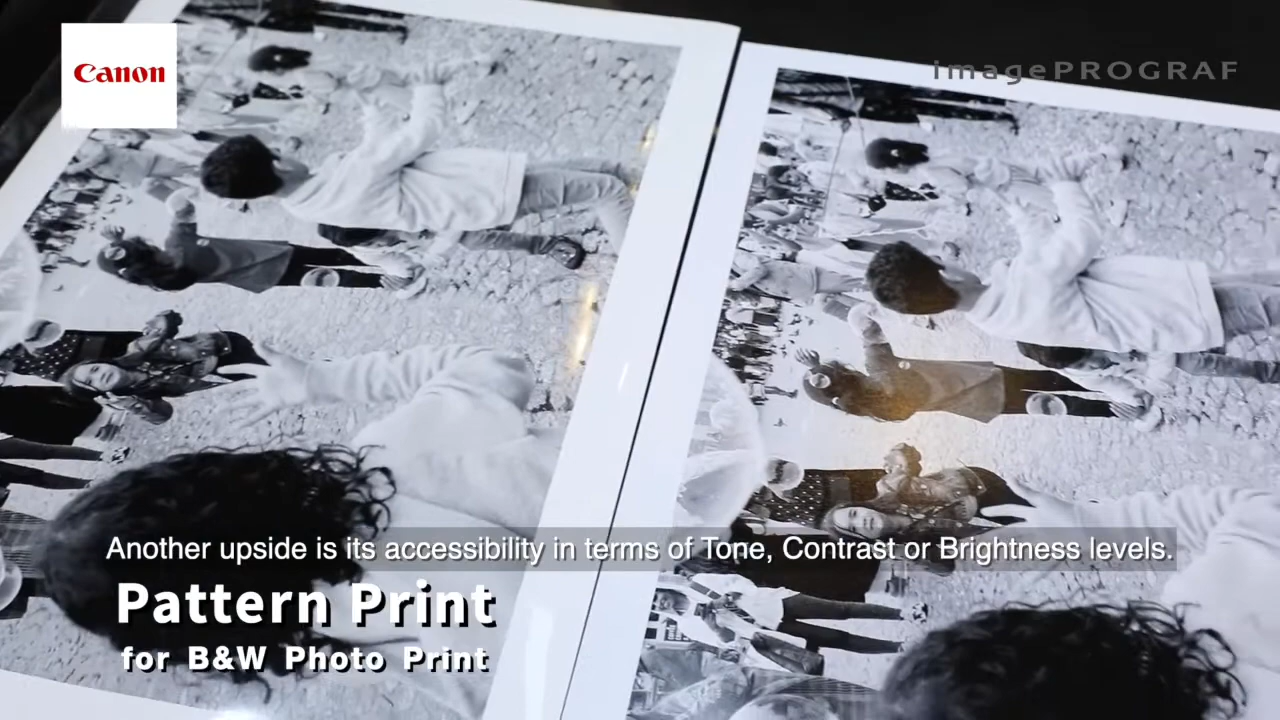 Canon
imagePROGRAF
Another upside is its accessibility in terms of Tone, Contrast or Brightness levels.
Pattern Print
for B&W Photo Print